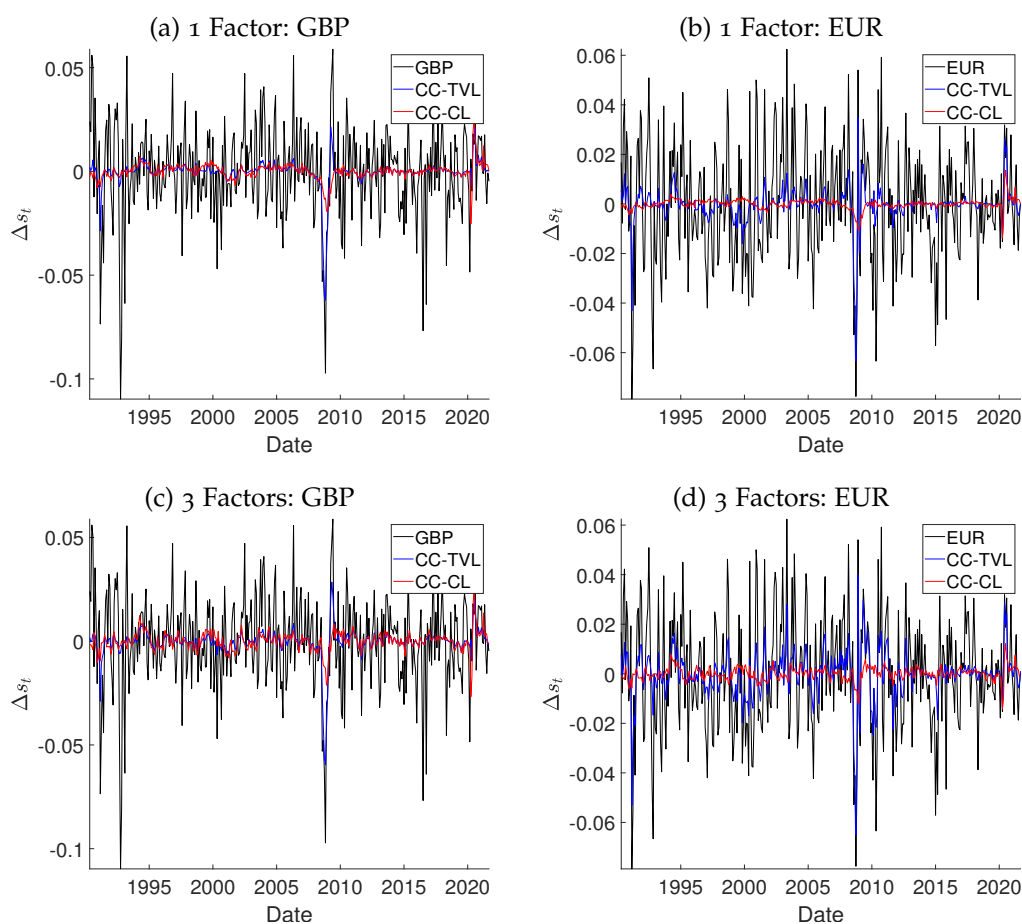 (a) 1 Factor: GBP
0.05
0
-0.05
-0.1
Δs_t
GBP
CC-TVL
CC-CL
1995 2000 2005 2010 2015 2020
Date
(b) 1 Factor: EUR
0.06
0.04
0.02
0
-0.02
-0.04
-0.06
Δs_t
EUR
CC-TVL
CC-CL
1995 2000 2005 2010 2015 2020
Date
(c) 3 Factors: GBP
0.05
0
-0.05
-0.1
Δs_t
GBP
CC-TVL
CC-CL
1995 2000 2005 2010 2015 2020
Date
(d) 3 Factors: EUR
0.06
0.04
0.02
0
-0.02
-0.04
-0.06
Δs_t
EUR
CC-TVL
CC-CL
1995 2000 2005 2010 2015 2020
Date